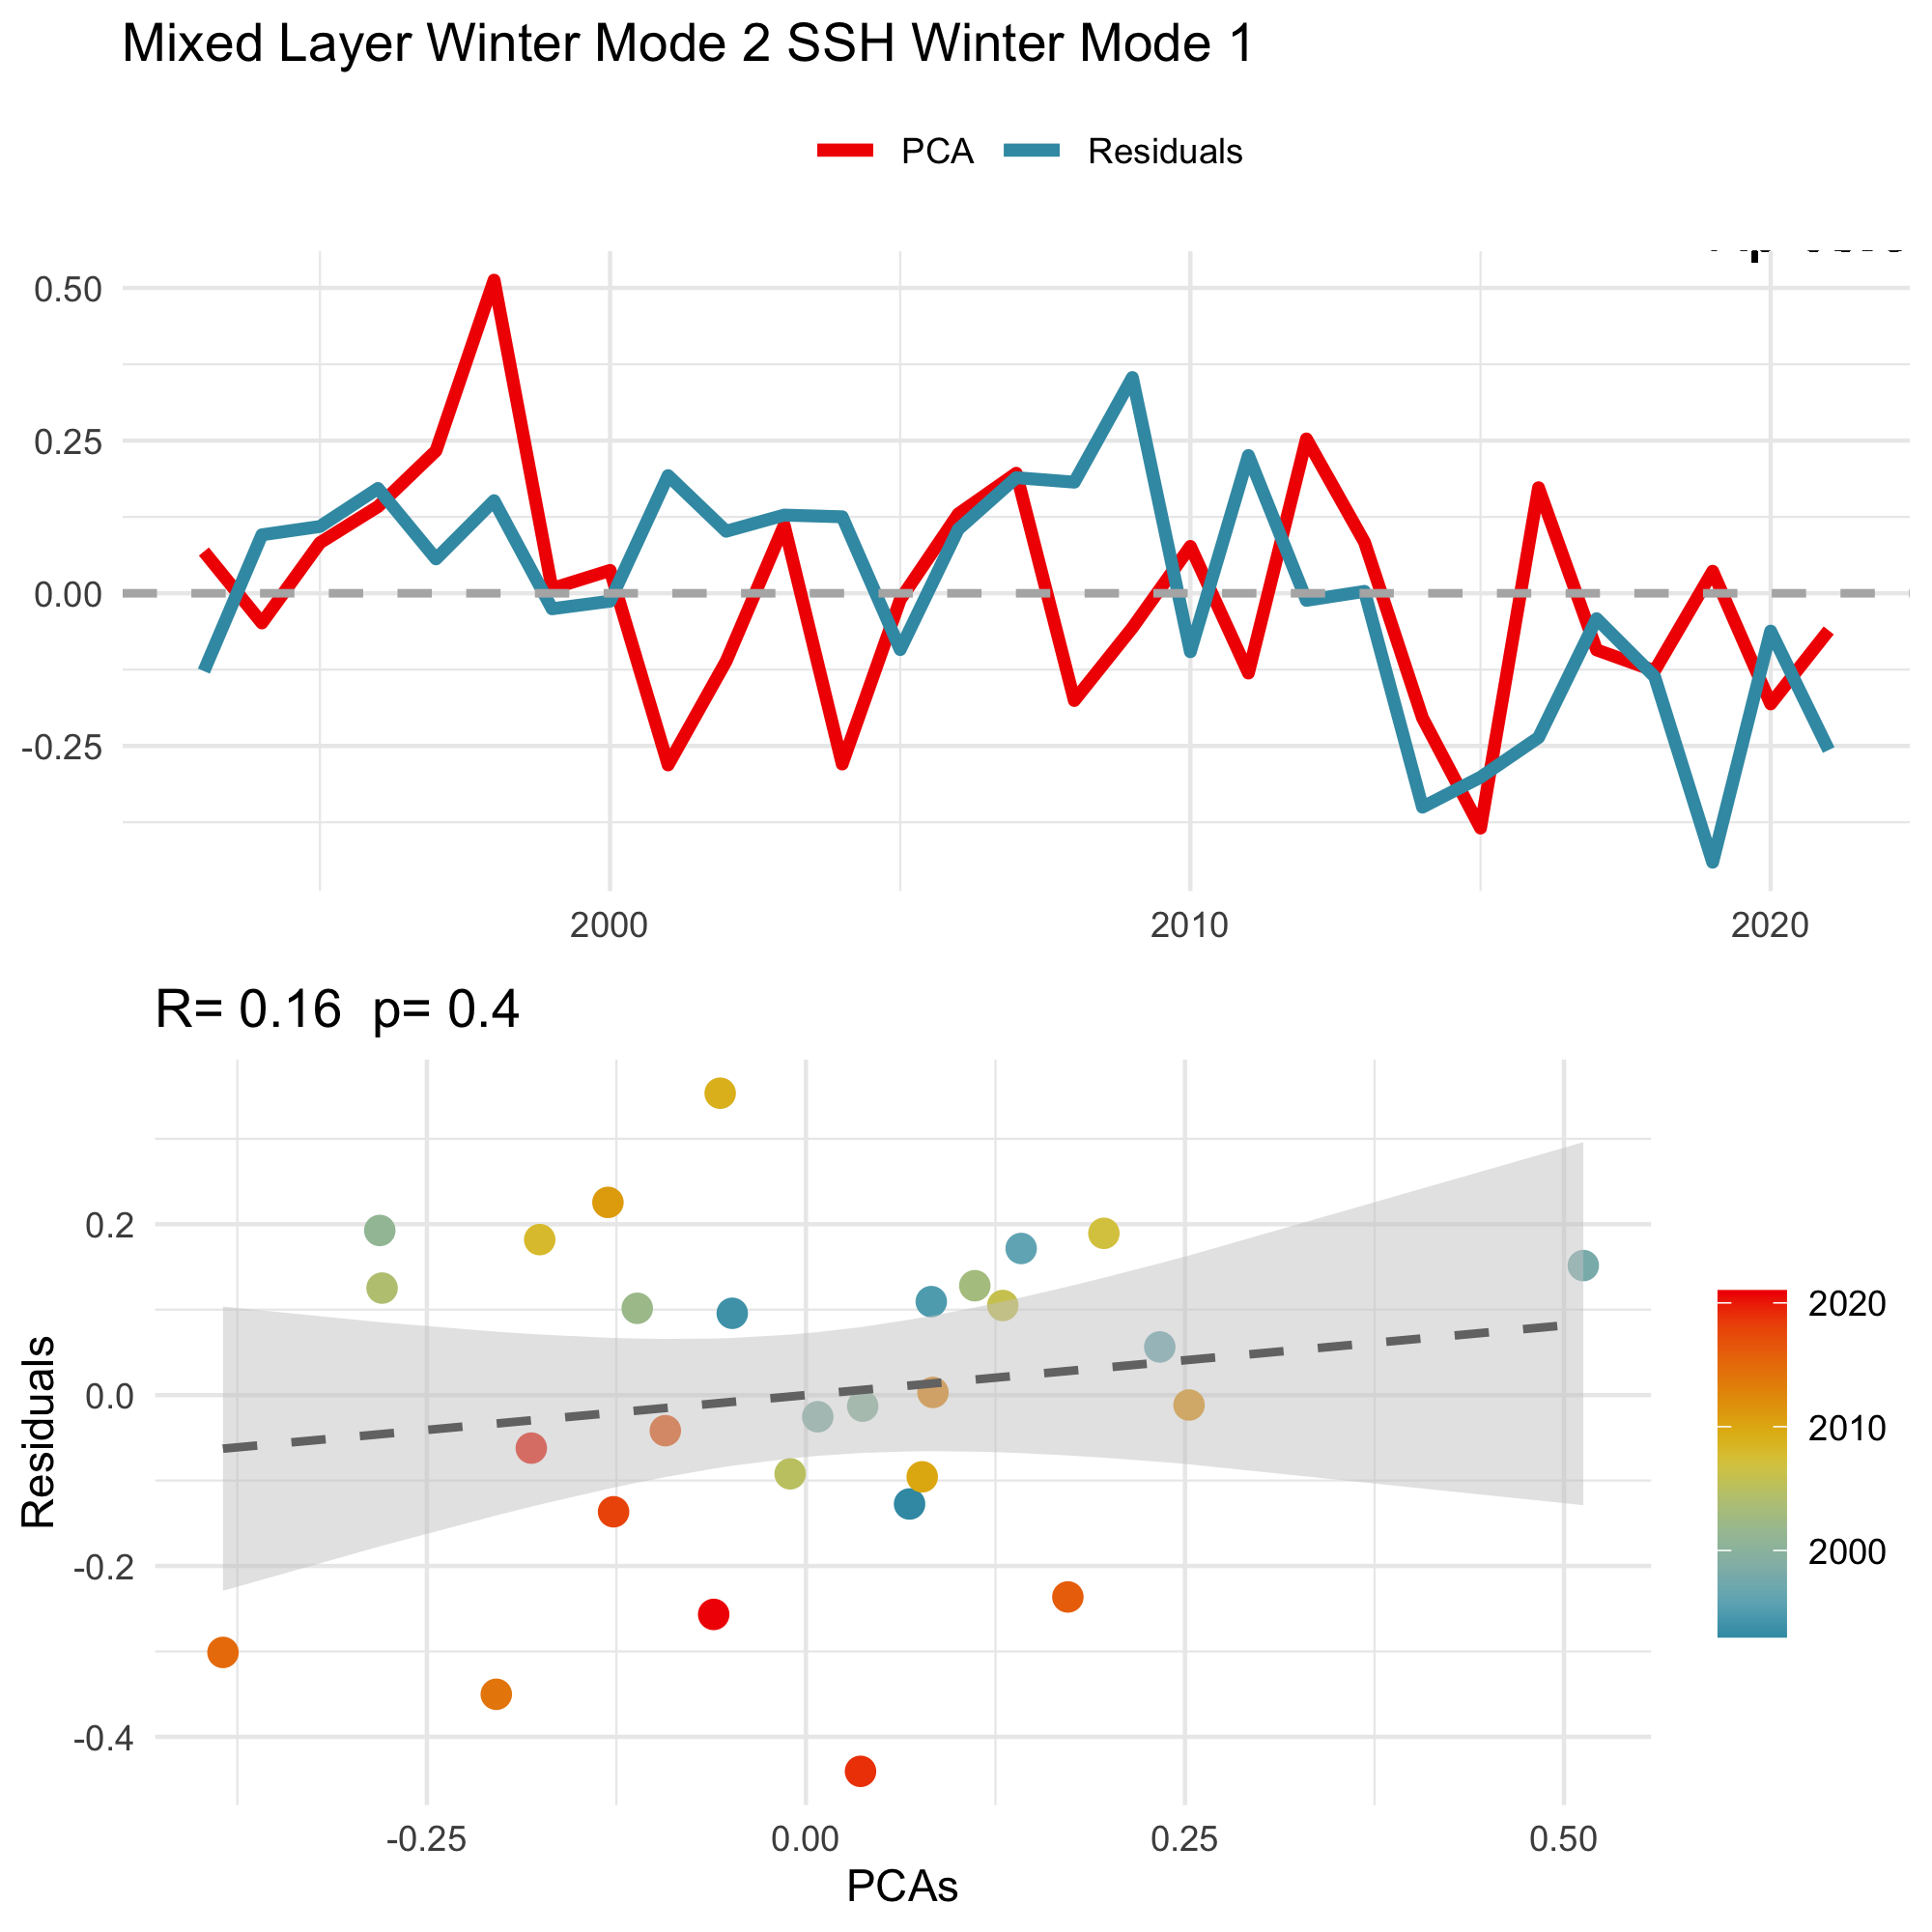 Mixed Layer Winter Mode 2 SSH Winter Mode 1
PCA Residuals
0.50
0.25
0.00
-0.25
2000 2010 2020
R= 0.16 p= 0.4
Residuals
0.2
0.0
-0.2
-0.4
-0.25 0.00 0.25 0.50
PCAs
2020
2010
2000